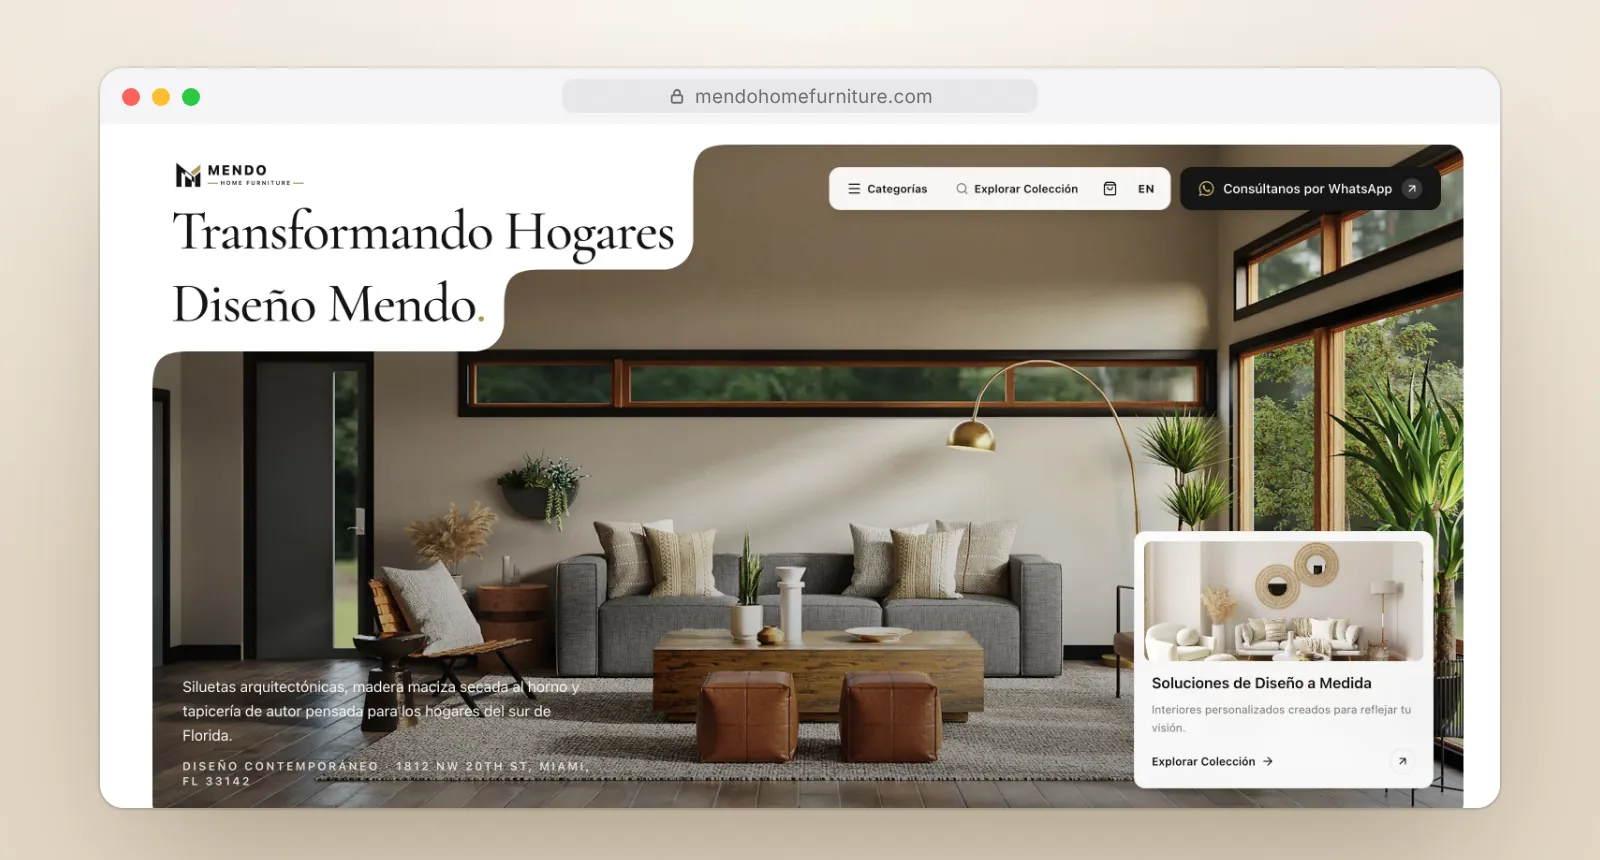 mendohomefurniture.com
MENDO
HOME FURNITURE
Categorías
Explorar Colección
EN
Consúltanos por WhatsApp
Transformando Hogares
Diseño Mendo.
Siluetas arquitectónicas, madera maciza secada al horno y
tapicería de autor pensada para los hogares del sur de
Florida.
DISEÑO CONTEMPORÁNEO · 1812 NW 20TH ST, MIAMI,
FL 33142
Soluciones de Diseño a Medida
Interiores personalizados creados para reflejar tu
visión.
Explorar Colección